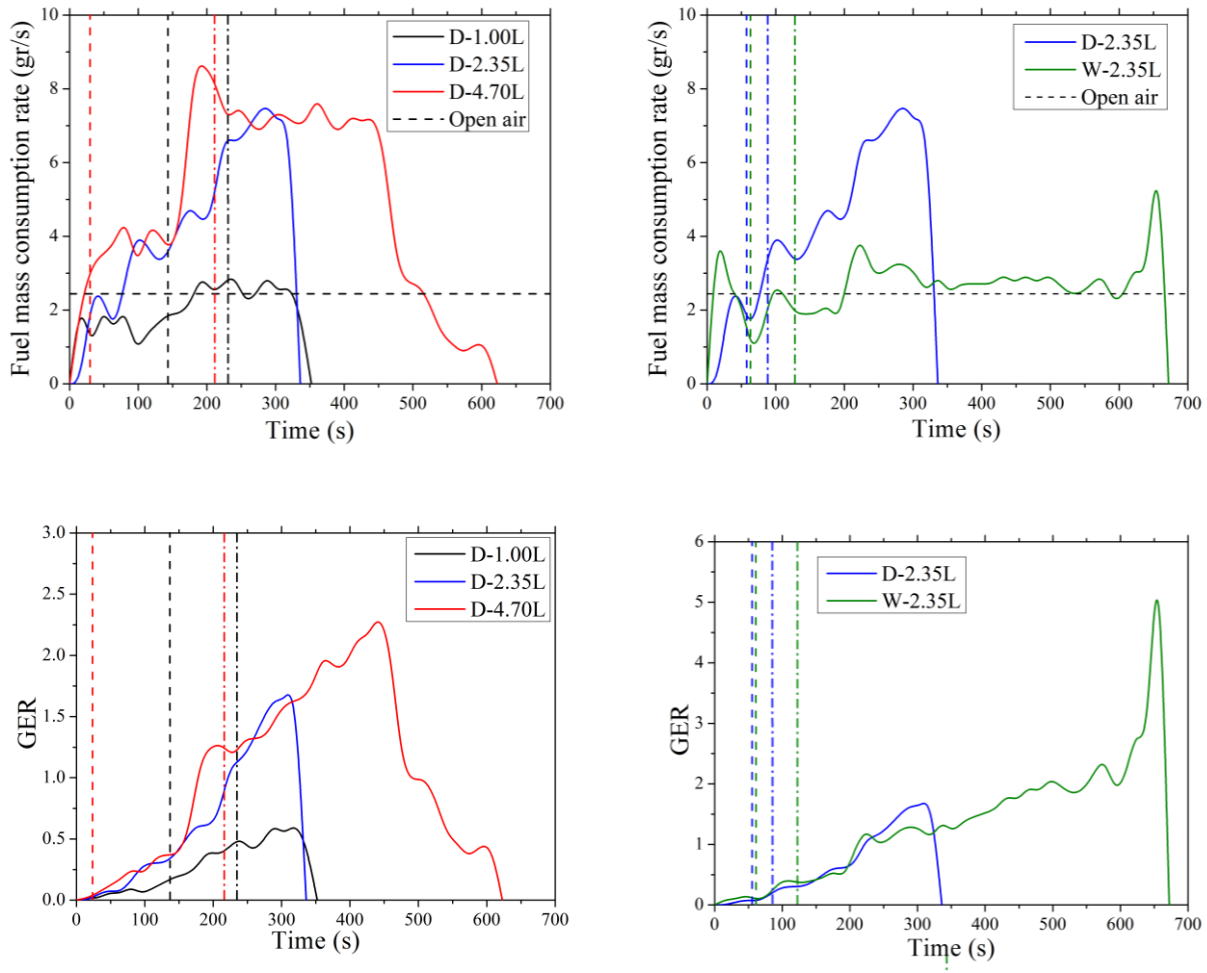 Fuel mass consumption rate (gr/s)
10
8
6
4
2
0
D-1.00L
D-2.35L
D-4.70L
Open air
0 100 200 300 400 500 600 700
Time (s)
Fuel mass consumption rate (gr/s)
10
8
6
4
2
0
D-2.35L
W-2.35L
Open air
0 100 200 300 400 500 600 700
Time (s)
GER
3.0
2.5
2.0
1.5
1.0
0.5
0.0
D-1.00L
D-2.35L
D-4.70L
0 100 200 300 400 500 600 700
Time (s)
GER
6
5
4
3
2
1
0
D-2.35L
W-2.35L
0 100 200 300 400 500 600 700
Time (s)